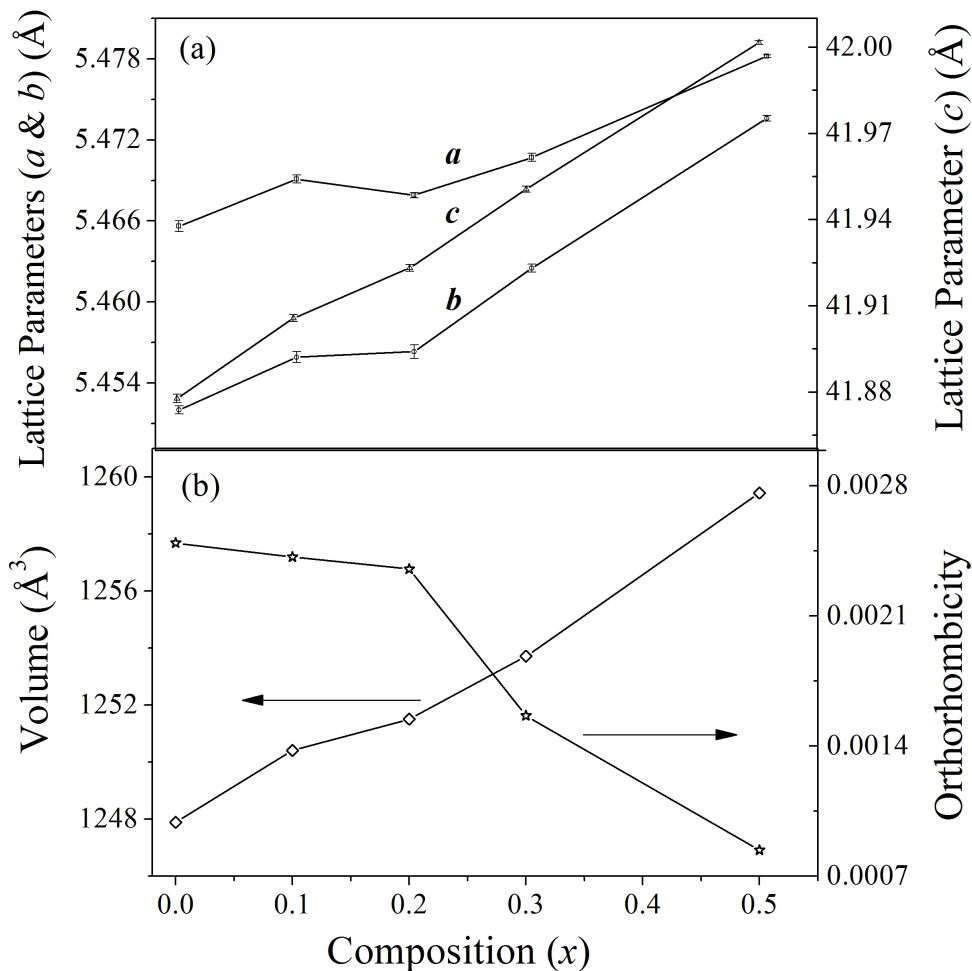 (a)
Lattice Parameters (a & b) (Å)
5.478
5.472
5.466
5.460
5.454
a
c
b
42.00
41.97
41.94
41.91
41.88
Lattice Parameter (c) (Å)
(b)
Volume (Å³)
1260
1256
1252
1248
0.0028
0.0021
0.0014
0.0007
Orthorhombicity
0.0 0.1 0.2 0.3 0.4 0.5
Composition (x)